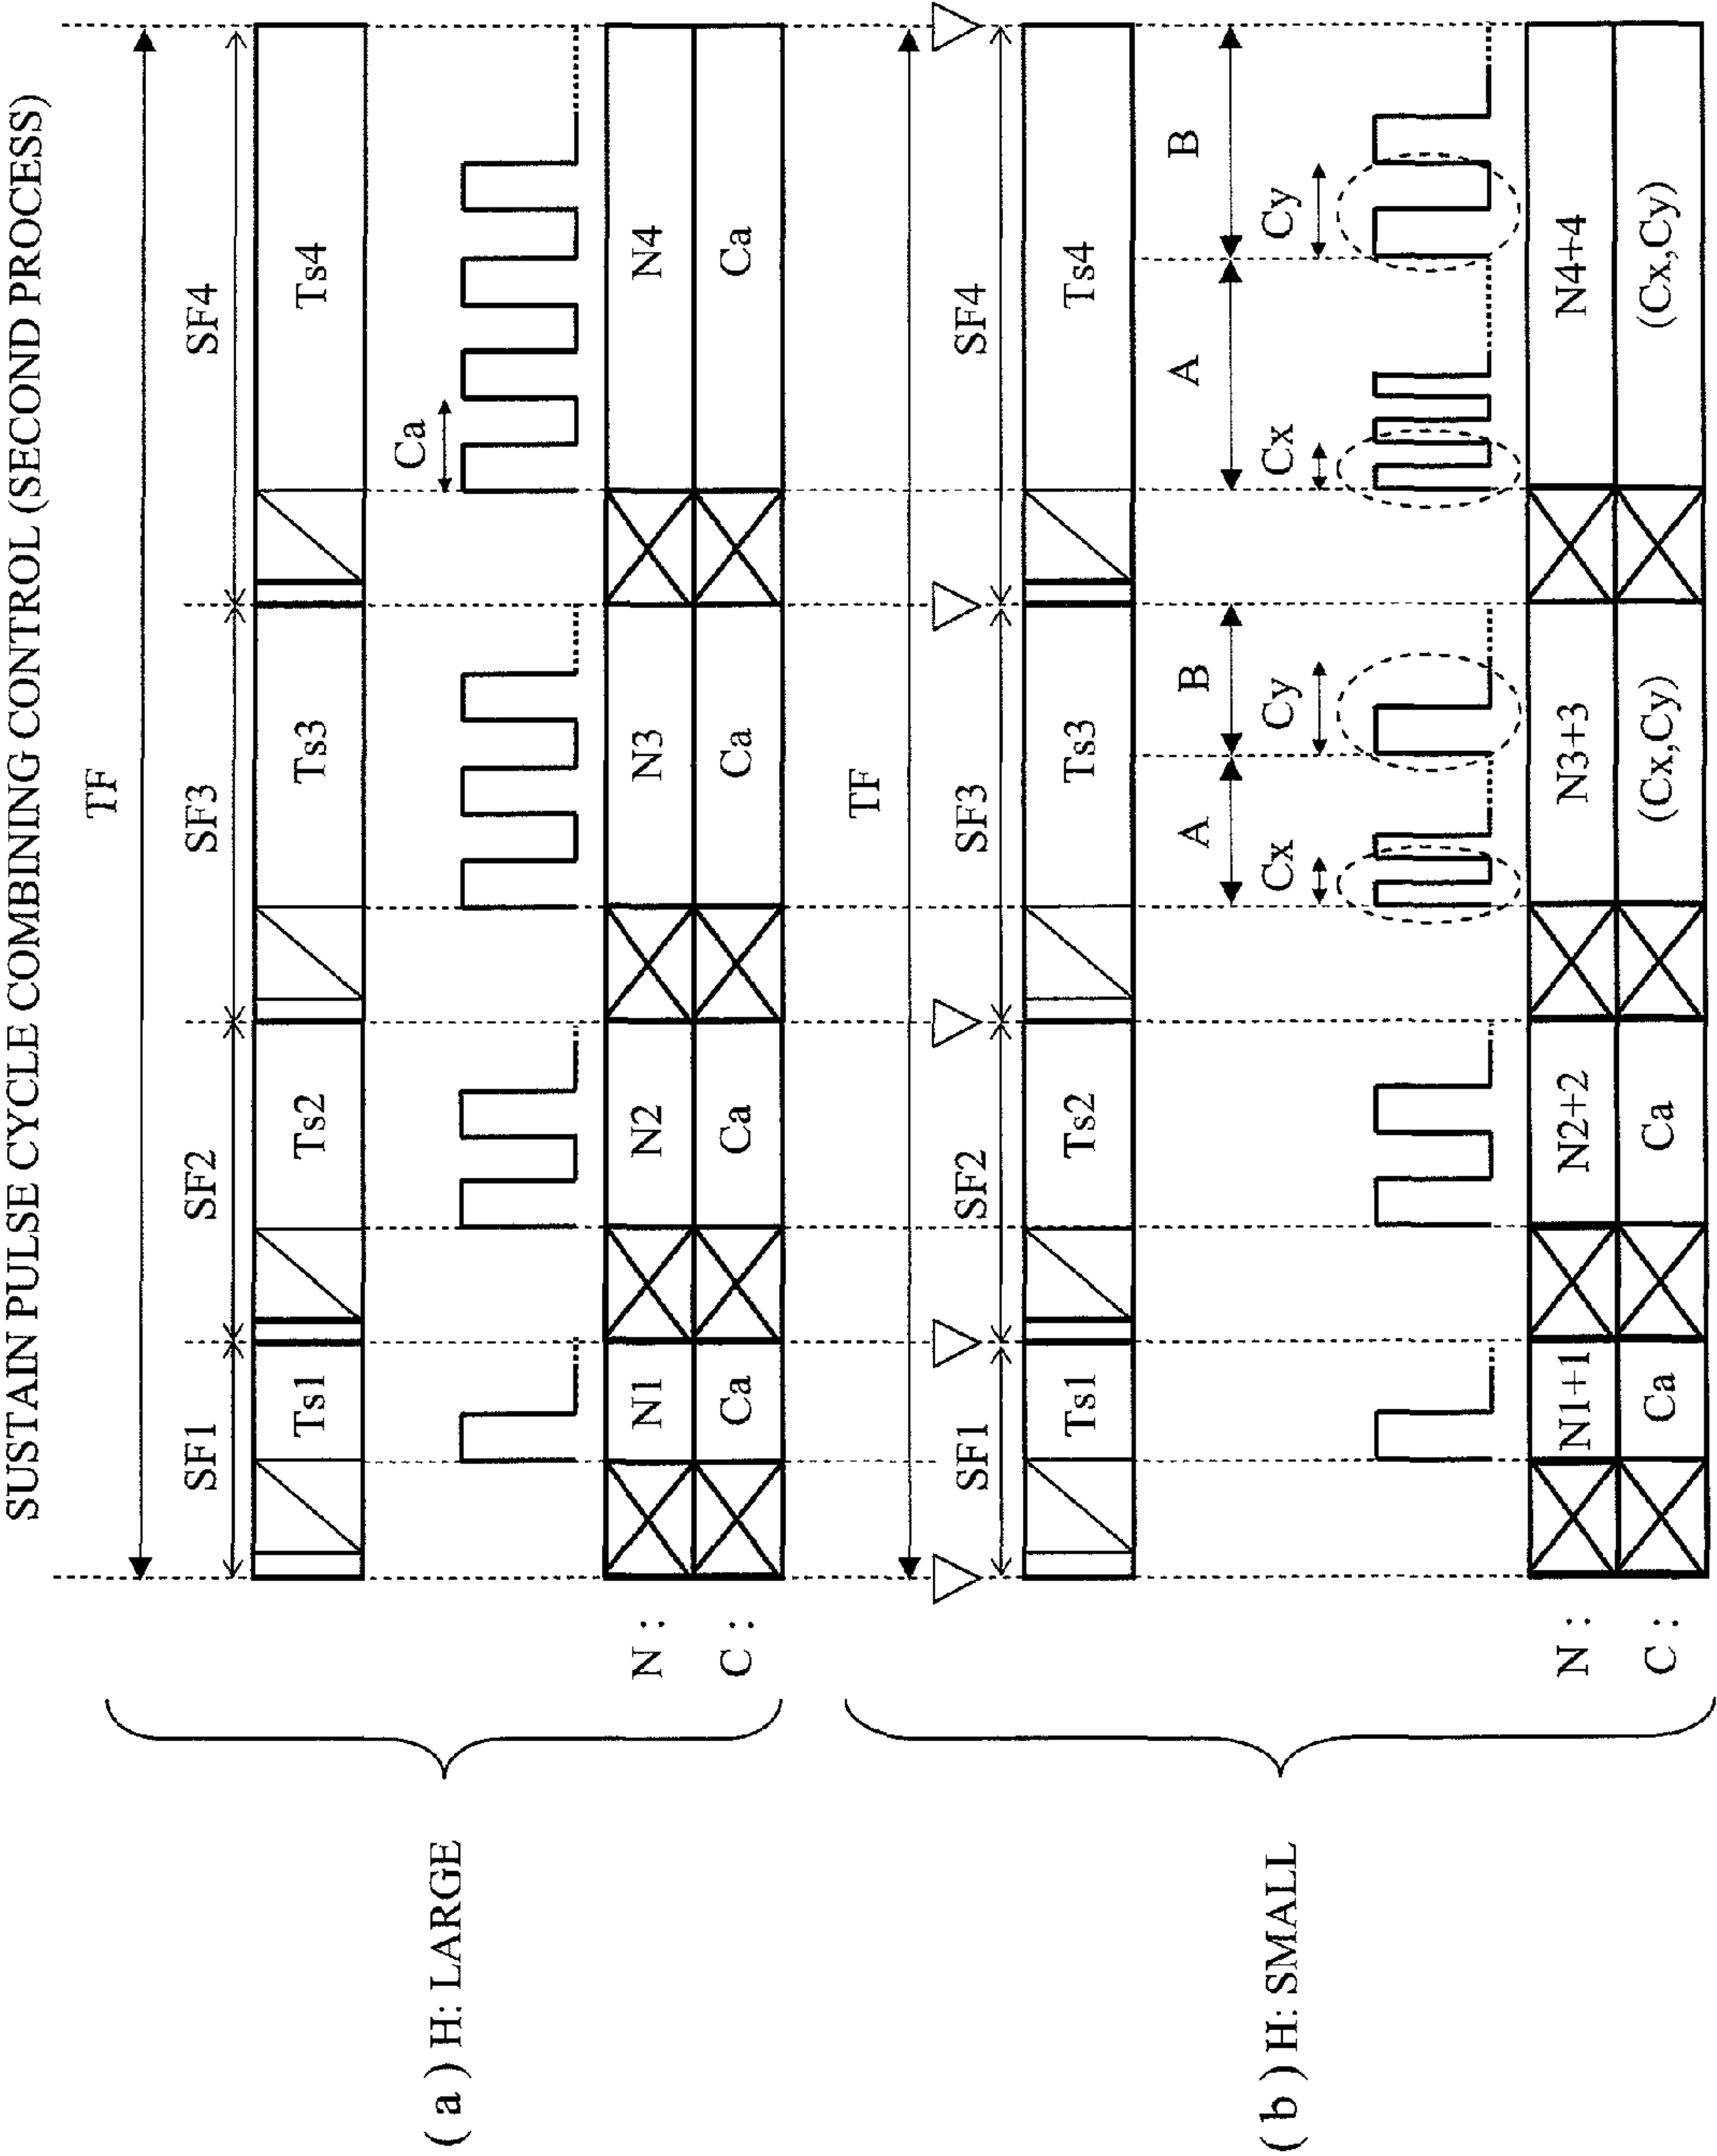 SUSTAIN PULSE CYCLE COMBINING CONTROL (SECOND PROCESS)
( a ) H: LARGE
TF
SF1 SF2 SF3 SF4
Ts1 Ts2 Ts3 Ts4
Ca
N : N1 N2 N3 N4
C : Ca Ca Ca Ca
( b ) H: SMALL
TF
SF1 SF2 SF3 SF4
Ts1 Ts2 Ts3 Ts4
A B A B
Cx Cy Cx Cy
N : N1+1 N2+2 N3+3 N4+4
C : Ca Ca (Cx,Cy) (Cx,Cy)